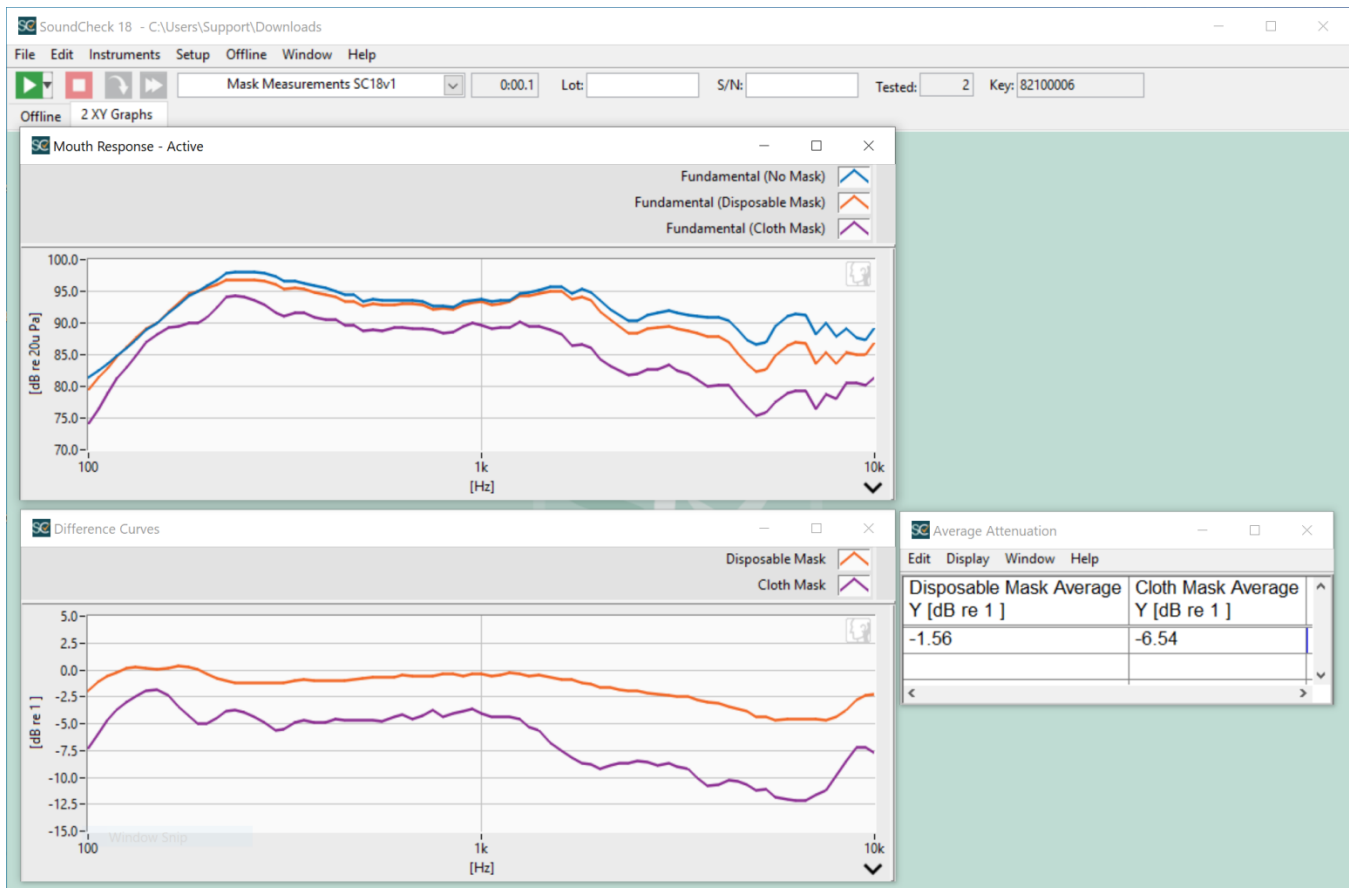 SoundCheck 18 - C:\Users\Support\Downloads
File Edit Instruments Setup Offline Window Help
Mask Measurements SC18v1 0:00.1 Lot: S/N: Tested: 2 Key: 82100006
Offline 2 XY Graphs
Mouth Response - Active
Fundamental (No Mask)
Fundamental (Disposable Mask)
Fundamental (Cloth Mask)
[dB re 20u Pa]
100.0
95.0
90.0
85.0
80.0
75.0
70.0
100 1k 10k
[Hz]
Difference Curves
Disposable Mask
Cloth Mask
[dB re 1 ]
5.0
2.5
0.0
-2.5
-5.0
-7.5
-10.0
-12.5
-15.0
Window Snip
100 1k 10k
[Hz]
Average Attenuation
Edit Display Window Help
Disposable Mask Average Cloth Mask Average
Y [dB re 1 ] Y [dB re 1 ]
-1.56 -6.54